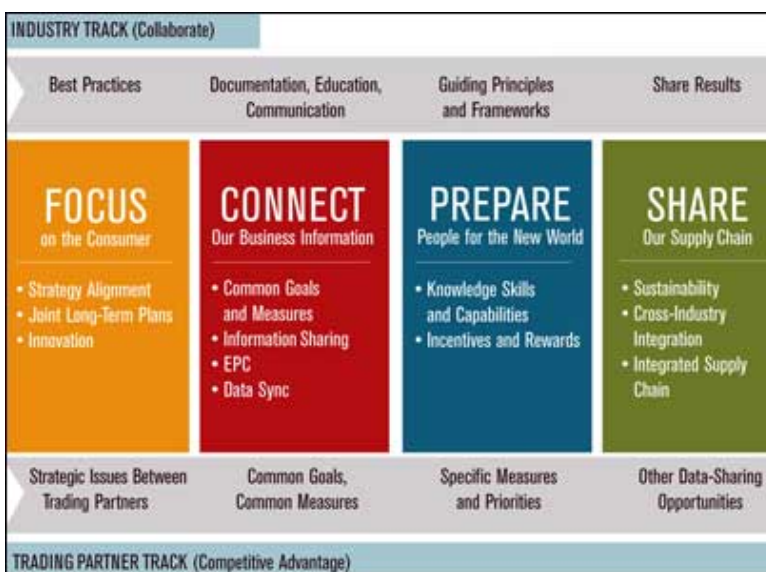 INDUSTRY TRACK (Collaborate)
Best Practices
Documentation, Education,
Communication
Guiding Principles
and Frameworks
Share Results
FOCUS
on the Consumer
• Strategy Alignment
• Joint Long-Term Plans
• Innovation
CONNECT
Our Business Information
• Common Goals
and Measures
• Information Sharing
• EPC
• Data Sync
PREPARE
People for the New World
• Knowledge Skills
and Capabilities
• Incentives and Rewards
SHARE
Our Supply Chain
• Sustainability
• Cross-Industry
Integration
• Integrated Supply
Chain
Strategic Issues Between
Trading Partners
Common Goals,
Common Measures
Specific Measures
and Priorities
Other Data-Sharing
Opportunities
TRADING PARTNER TRACK (Competitive Advantage)